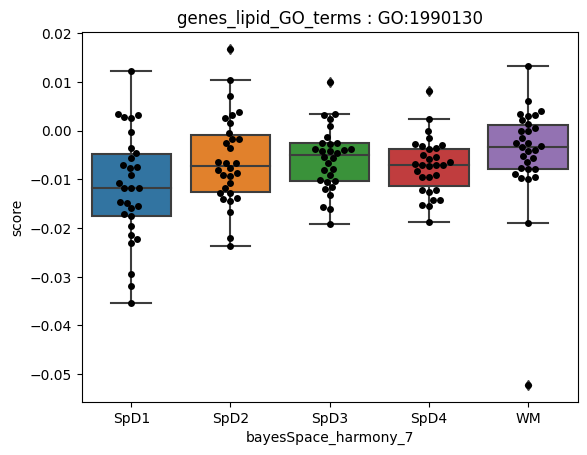 genes_lipid_GO_terms : GO:1990130
0.02
0.01
0.00
−0.01
−0.02
−0.03
−0.04
−0.05
score
SpD1 SpD2 SpD3 SpD4 WM
bayesSpace_harmony_7